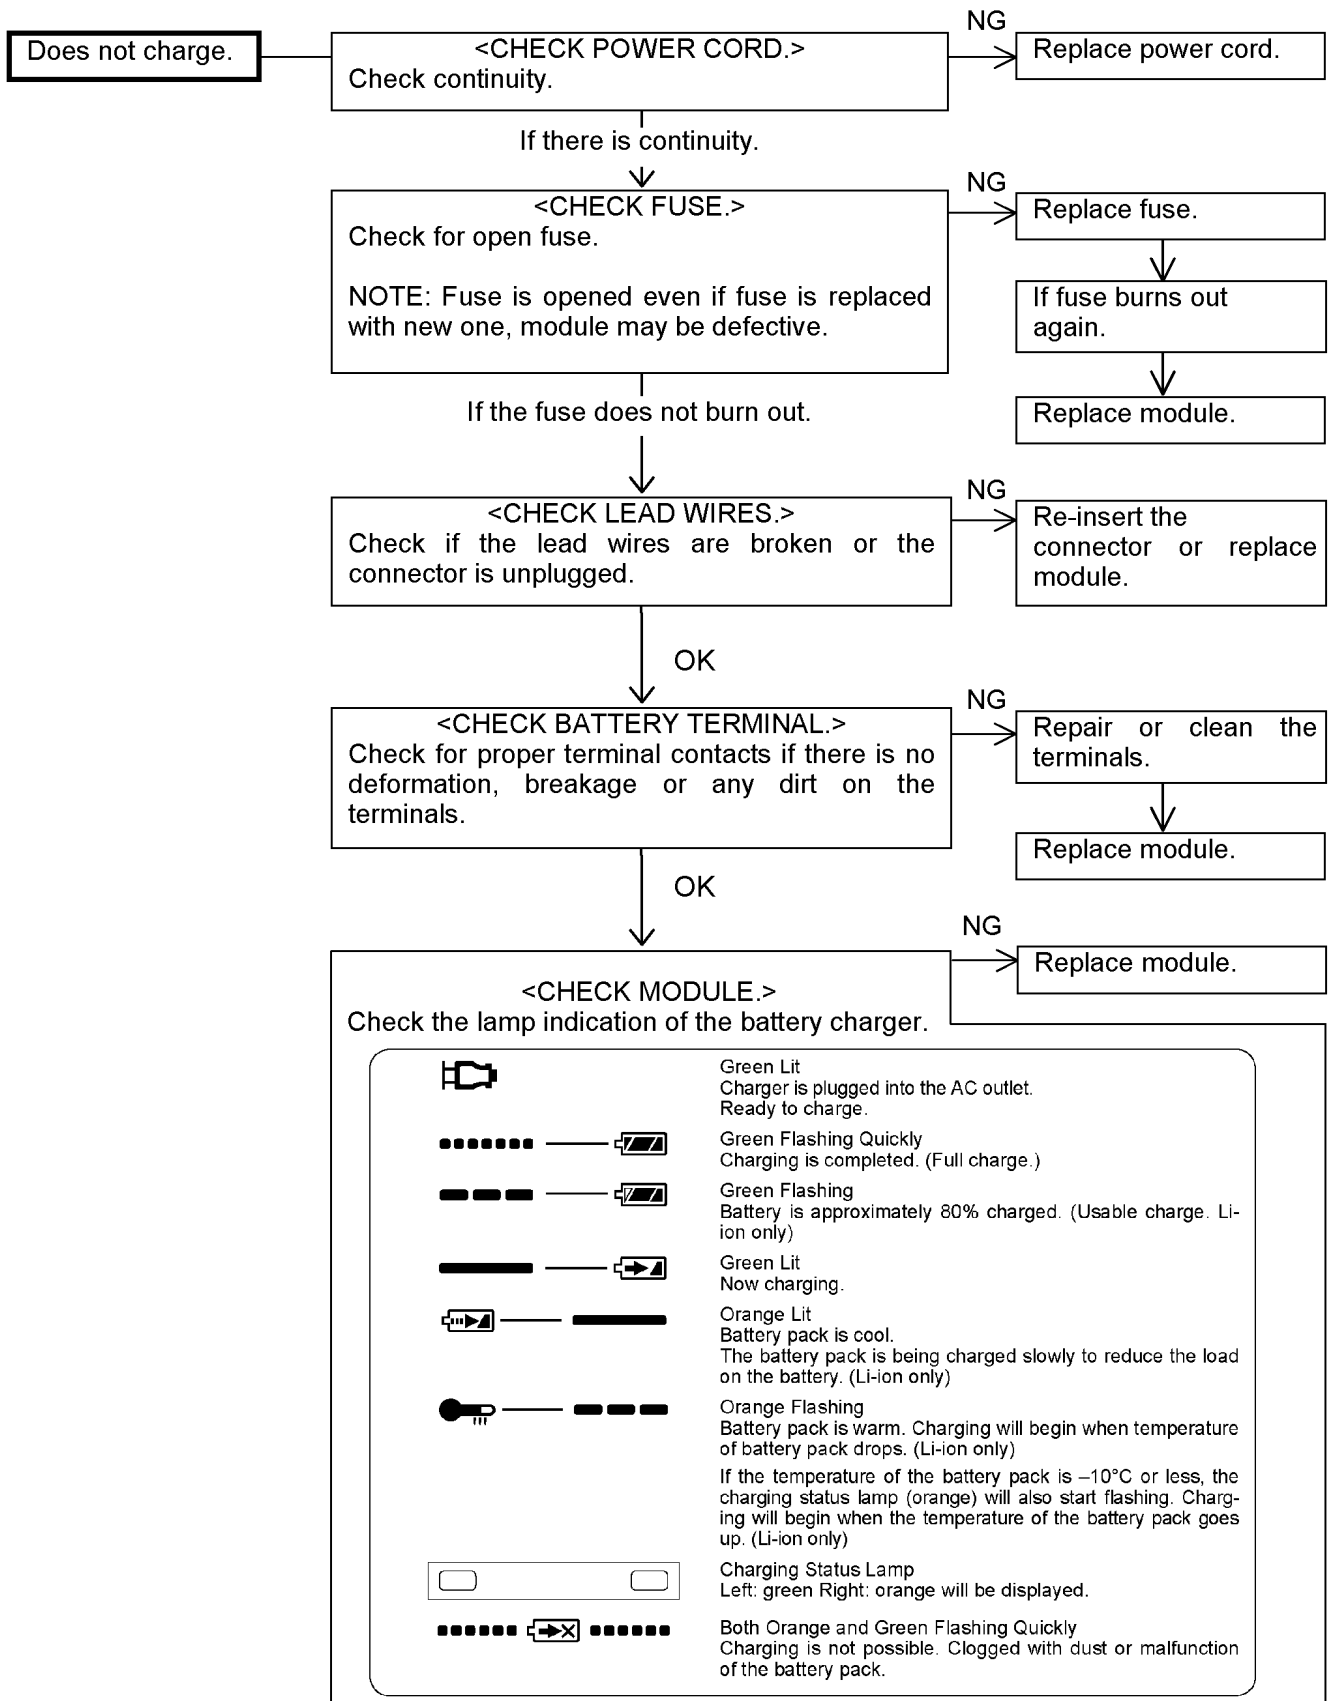 Does not charge.
<CHECK POWER CORD.>
Check continuity.
NG
Replace power cord.
If there is continuity.
<CHECK FUSE.>
Check for open fuse.
NOTE: Fuse is opened even if fuse is replaced
with new one, module may be defective.
NG
Replace fuse.
If fuse burns out
again.
Replace module.
If the fuse does not burn out.
<CHECK LEAD WIRES.>
Check if the lead wires are broken or the
connector is unplugged.
NG
Re-insert the
connector or replace
module.
OK
<CHECK BATTERY TERMINAL.>
Check for proper terminal contacts if there is no
deformation, breakage or any dirt on the
terminals.
NG
Repair or clean the
terminals.
Replace module.
OK
NG
Replace module.
<CHECK MODULE.>
Check the lamp indication of the battery charger.
Green Lit
Charger is plugged into the AC outlet.
Ready to charge.
Green Flashing Quickly
Charging is completed. (Full charge.)
Green Flashing
Battery is approximately 80% charged. (Usable charge. Li-
ion only)
Green Lit
Now charging.
Orange Lit
Battery pack is cool.
The battery pack is being charged slowly to reduce the load
on the battery. (Li-ion only)
Orange Flashing
Battery pack is warm. Charging will begin when temperature
of battery pack drops. (Li-ion only)
If the temperature of the battery pack is –10°C or less, the
charging status lamp (orange) will also start flashing. Charg-
ing will begin when the temperature of the battery pack goes
up. (Li-ion only)
Charging Status Lamp
Left: green Right: orange will be displayed.
Both Orange and Green Flashing Quickly
Charging is not possible. Clogged with dust or malfunction
of the battery pack.